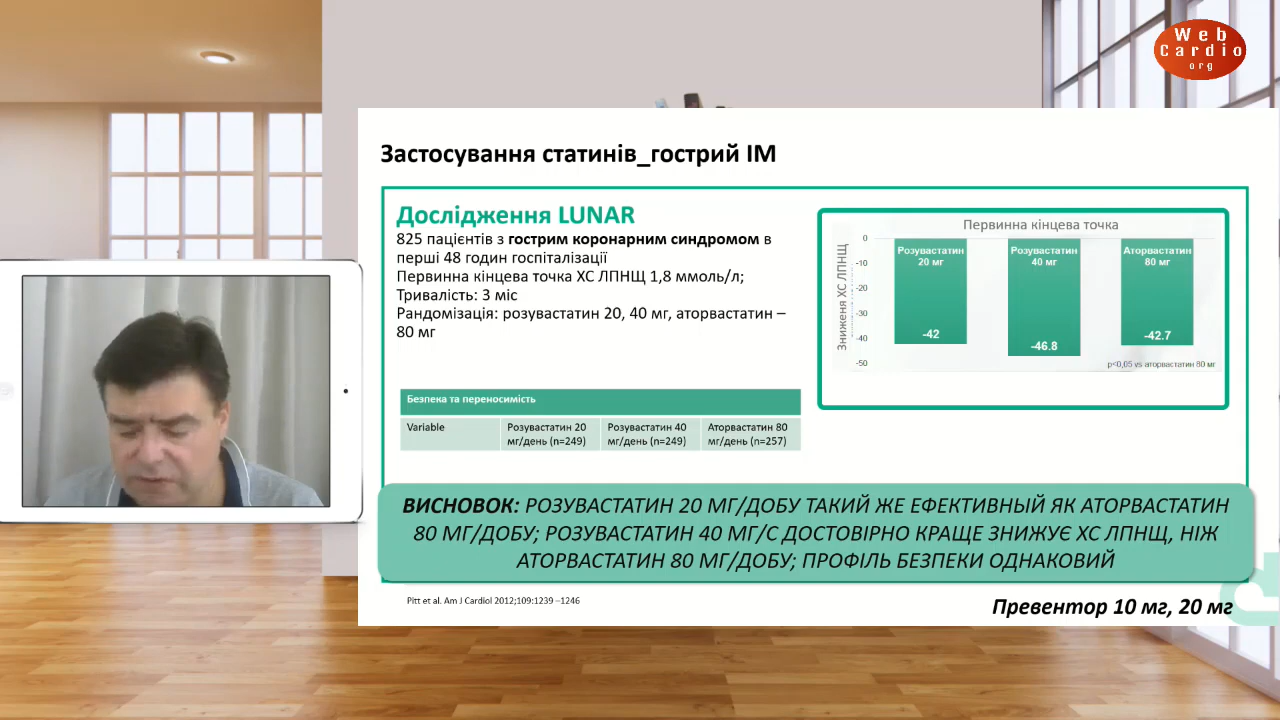 Web
Cardio
org
Застосування статинів_гострий ІМ
Дослідження LUNAR
825 пацієнтів з гострим коронарним синдромом в
перші 48 годин госпіталізації
Первинна кінцева точка ХС ЛПНЩ 1,8 ммоль/л;
Тривалість: 3 міс
Рандомізація: розувастатин 20, 40 мг, аторвастатин –
80 мг
Первинна кінцева точка
Зниженя ХС ЛПНЩ
0
-10
-20
-30
-40
-50
Розувастатин
20 мг
-42
Розувастатин
40 мг
-46.8
Аторвастатин
80 мг
-42.7
p<0,05 vs аторвастатин 80 мг
Безпека та переносимість
Variable
Розувастатин 20
мг/день (n=249)
Розувастатин 40
мг/день (n=249)
Аторвастатин 80
мг/день (n=257)
ВИСНОВОК: РОЗУВАСТАТИН 20 МГ/ДОБУ ТАКИЙ ЖЕ ЕФЕКТИВНЫЙ ЯК АТОРВАСТАТИН
80 МГ/ДОБУ; РОЗУВАСТАТИН 40 МГ/С ДОСТОВІРНО КРАЩЕ ЗНИЖУЄ ХС ЛПНЩ, НІЖ
АТОРВАСТАТИН 80 МГ/ДОБУ; ПРОФІЛЬ БЕЗПЕКИ ОДНАКОВИЙ
Pitt et al. Am J Cardiol 2012;109:1239 –1246
Превентор 10 мг, 20 мг